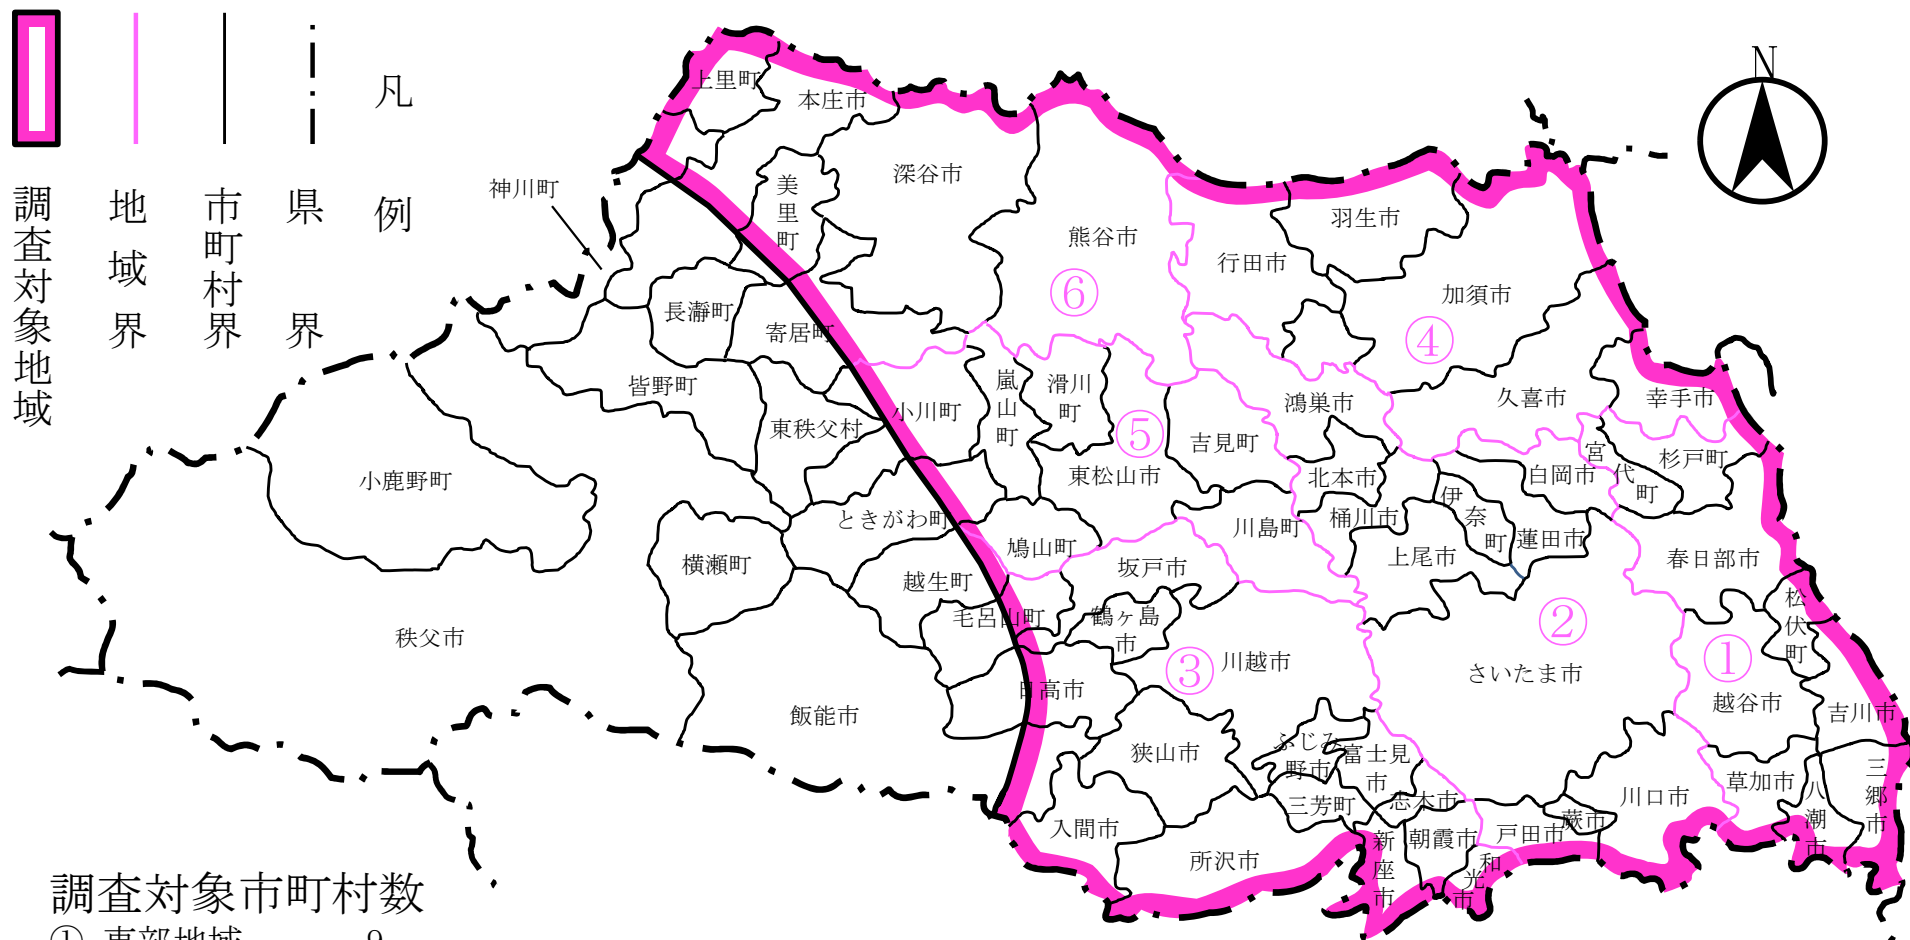 凡例
県界
市町村界
地域界
調査対象地域
N
上里町
本庄市
神川町
美里町
深谷市
熊谷市
羽生市
行田市
加須市
⑥
④
長瀞町
寄居町
皆野町
嵐山町
滑川町
小川町
東秩父村
⑤
吉見町
鴻巣市
久喜市
幸手市
小鹿野町
東松山市
北本市
白岡市
宮代町
杉戸町
ときがわ町
川島町
桶川市
伊奈町
蓮田市
横瀬町
鳩山町
坂戸市
上尾市
春日部市
越生町
毛呂山町
鶴ヶ島市
松伏町
秩父市
②
①
③
川越市
さいたま市
日高市
飯能市
越谷市
吉川市
狭山市
ふじみ野市
富士見市
三芳町
志木市
川口市
草加市
八潮市
三郷市
入間市
所沢市
新座市
朝霞市
和光市
戸田市
蕨市
調査対象市町村数
① 東部地域 9